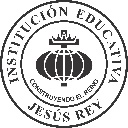 INSTITUCIÓN EDUCATIVA
CONSTRUYENDO EL REINO
JESÚS REY